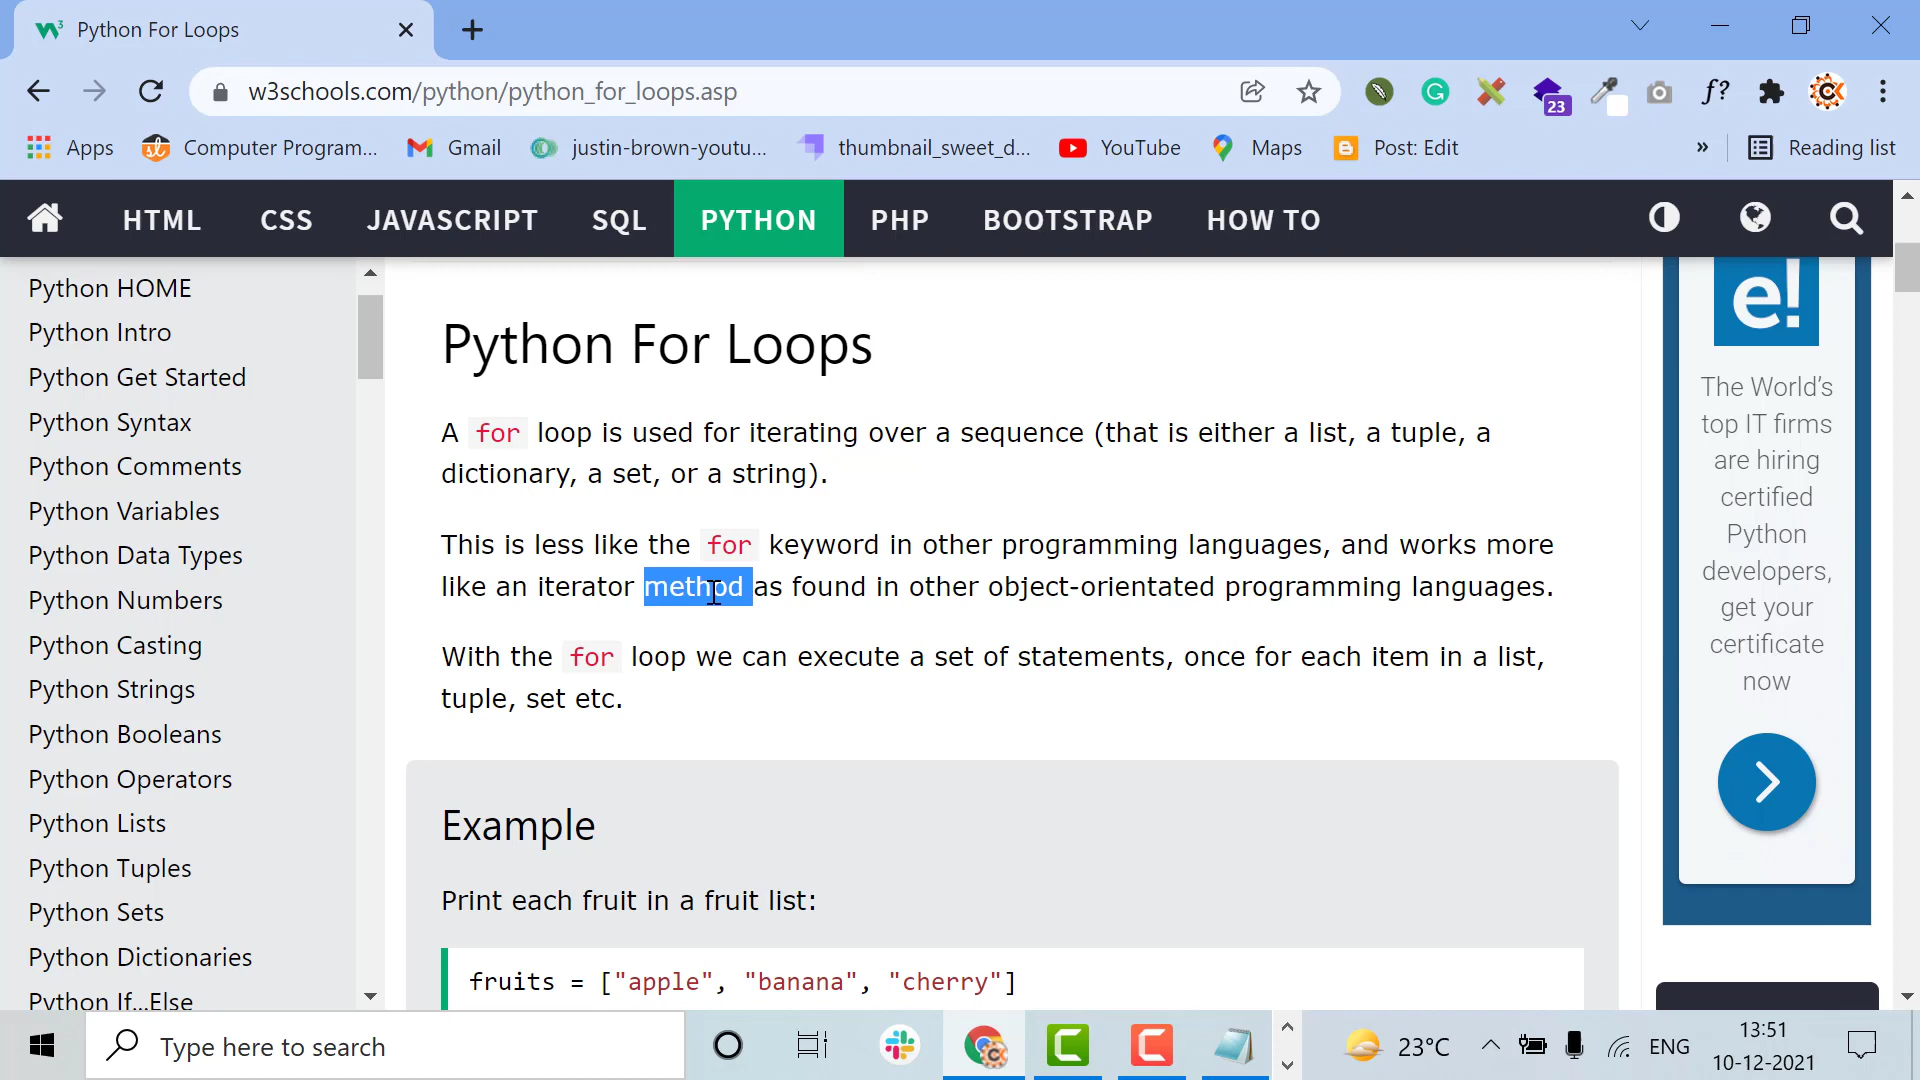 Python For Loops
w3schools.com/python/python_for_loops.asp
f?
23
Apps
Computer Program...
Gmail
justin-brown-youtu...
thumbnail_sweet_d...
YouTube
Maps
Post: Edit
»
Reading list
HTML
CSS
JAVASCRIPT
SQL
PYTHON
PHP
BOOTSTRAP
HOW TO
Python HOME
Python Intro
Python Get Started
Python Syntax
Python Comments
Python Variables
Python Data Types
Python Numbers
Python Casting
Python Strings
Python Booleans
Python Operators
Python Lists
Python Tuples
Python Sets
Python Dictionaries
Python If...Else
Python For Loops
A for loop is used for iterating over a sequence (that is either a list, a tuple, a
dictionary, a set, or a string).
This is less like the for keyword in other programming languages, and works more
like an iterator method as found in other object-orientated programming languages.
With the for loop we can execute a set of statements, once for each item in a list,
tuple, set etc.
Example
Print each fruit in a fruit list:
fruits = ["apple", "banana", "cherry"]
e!
The World's
top IT firms
are hiring
certified
Python
developers,
get your
certificate
now
Type here to search
23°C
ENG
13:51
10-12-2021